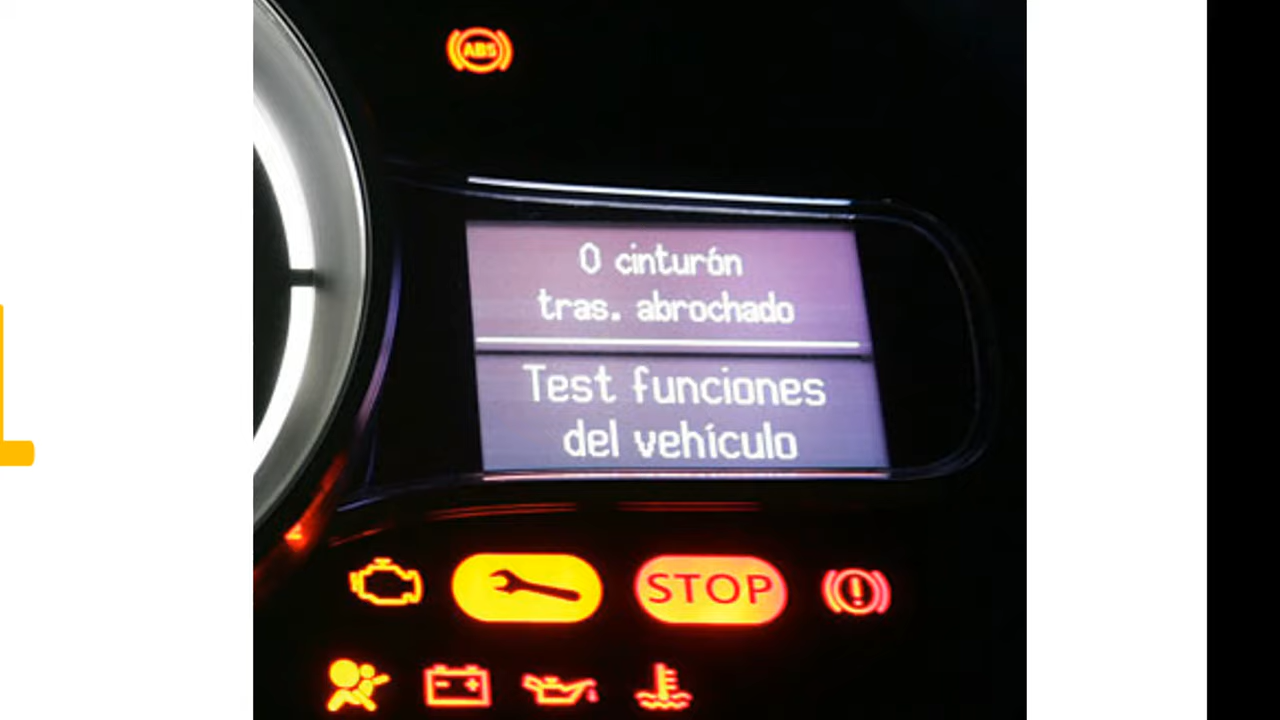 ABS
0 cinturón
tras. abrochado
Test funciones
del vehículo
STOP